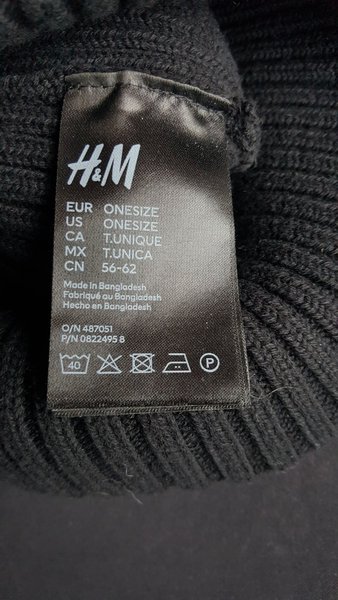 H&M
EUR ONESIZE
US ONESIZE
CA T.UNIQUE
MX T.UNICA
CN 56-62
Made in Bangladesh
Fabriqué au Bangladesh
Hecho en Bangladesh
O/N 487051
P/N 0822495 8
40 P